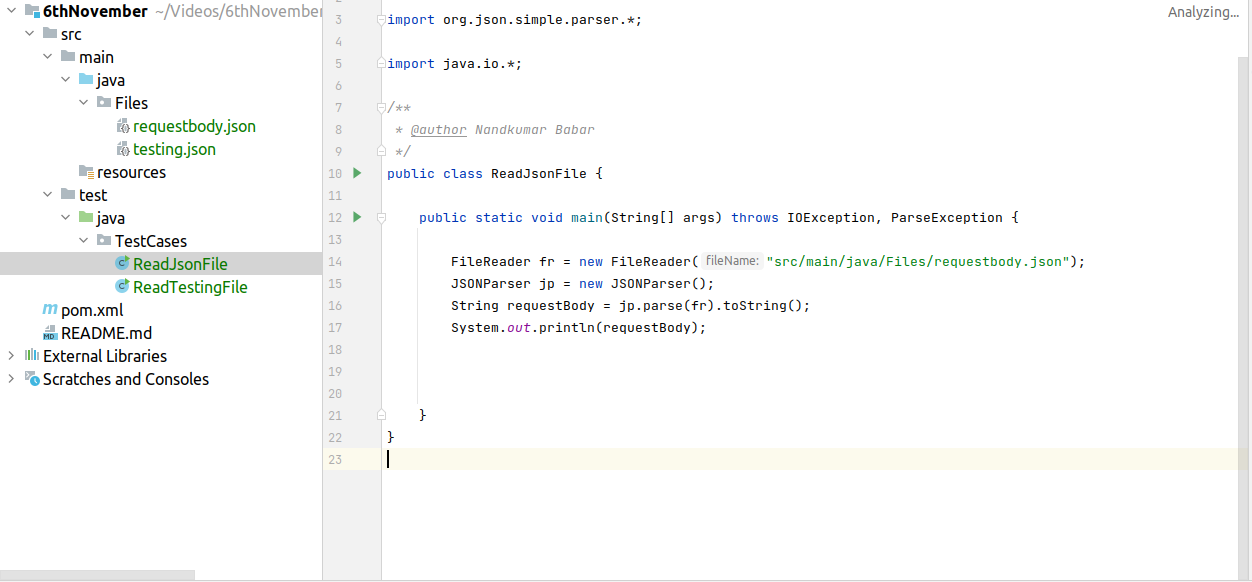 6thNovember ~/Videos/6thNovember
src
main
java
Files
requestbody.json
testing.json
resources
test
java
TestCases
ReadJsonFile
ReadTestingFile
pom.xml
README.md
External Libraries
Scratches and Consoles
Analyzing...
3 import org.json.simple.parser.*;
4
5 import java.io.*;
6
7 /**
8 * @author Nandkumar Babar
9 */
10 public class ReadJsonFile {
11
12 public static void main(String[] args) throws IOException, ParseException {
13
14 FileReader fr = new FileReader( fileName: "src/main/java/Files/requestbody.json");
15 JSONParser jp = new JSONParser();
16 String requestBody = jp.parse(fr).toString();
17 System.out.println(requestBody);
18
19
20
21 }
22 }
23